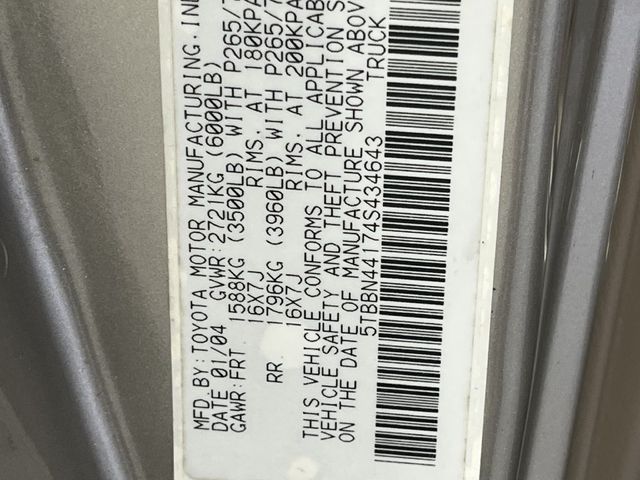 MFD.BY:TOYOTA MOTOR MANUFACTURING.IN
DATE 01/04 GVWR:2721KG (6000LB)
GAWR:FRT. 1588KG (3500LB) WITH P265/
16X7J RIMS. AT 180KPA
RR. 1796KG (3960LB) WITH P265/
16X7J RIMS. AT 200KPA
THIS VEHICLE CONFORMS TO ALL APPLICAB
VEHICLE SAFETY AND THEFT PREVENTION S
ON THE DATE OF MANUFACTURE SHOWN ABOV
5TBBN44174S434643 TRUCK